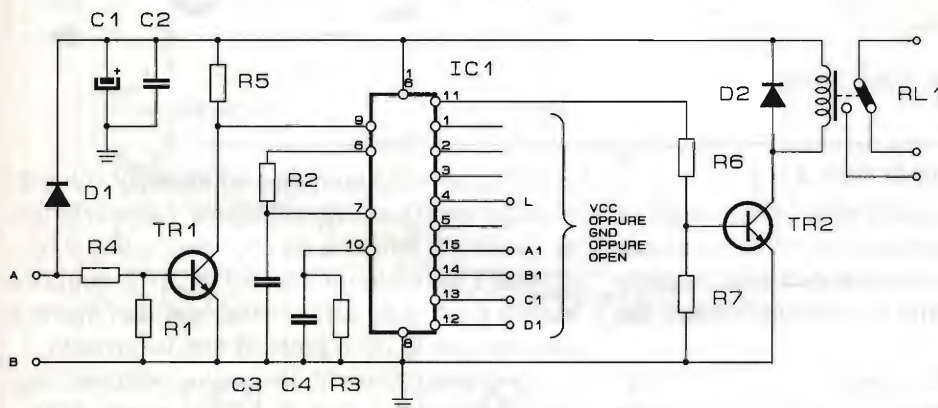 C1 C2
R5
IC1
1
6
11
D2
RL1
9
1
6
2
R2
3
R6
D1
7
4 L
VCC
OPPURE
GND
OPPURE
OPEN
TR1
5
TR2
R4
10
15 A1
A
14 B1
13 C1
R7
R1
12 D1
8
B
C3 C4 R3
+